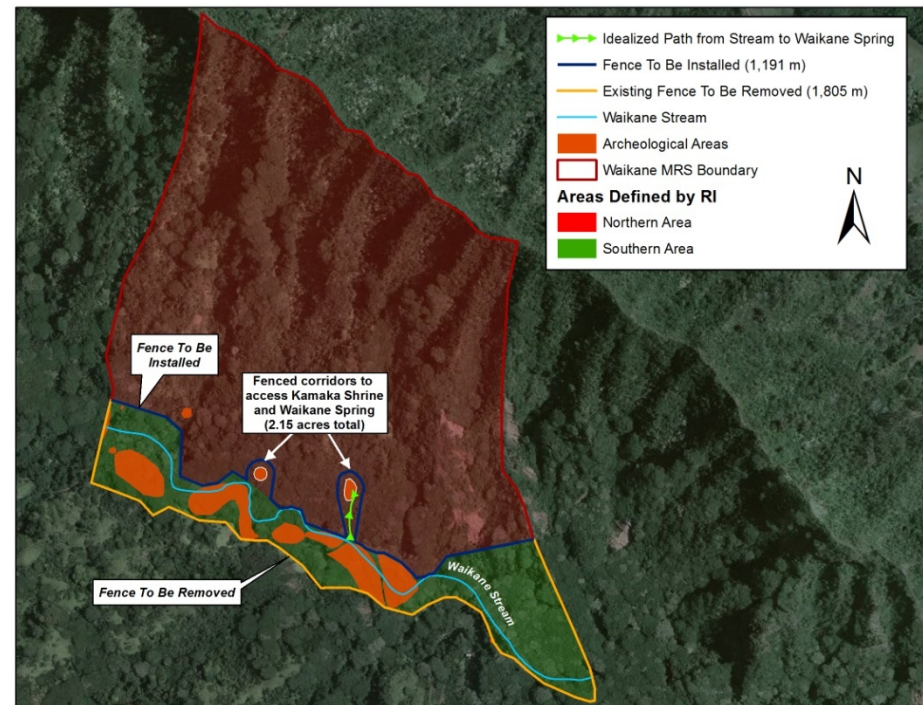 Idealized Path from Stream to Waikane Spring
Fence To Be Installed (1,191 m)
Existing Fence To Be Removed (1,805 m)
Waikane Stream
Archeological Areas
Waikane MRS Boundary
Areas Defined by RI
Northern Area
Southern Area
N
Fence To Be
Installed
Fenced corridors to
access Kamaka Shrine
and Waikane Spring
(2.15 acres total)
Fence To Be Removed
Waikane Stream